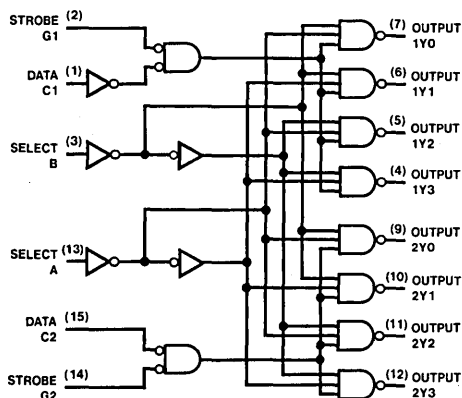 STROBE (2)
G1
DATA (1)
C1
SELECT (3)
B
SELECT (13)
A
DATA (15)
C2
STROBE (14)
G2
(7) OUTPUT
1Y0
(6) OUTPUT
1Y1
(5) OUTPUT
1Y2
(4) OUTPUT
1Y3
(9) OUTPUT
2Y0
(10) OUTPUT
2Y1
(11) OUTPUT
2Y2
(12) OUTPUT
2Y3